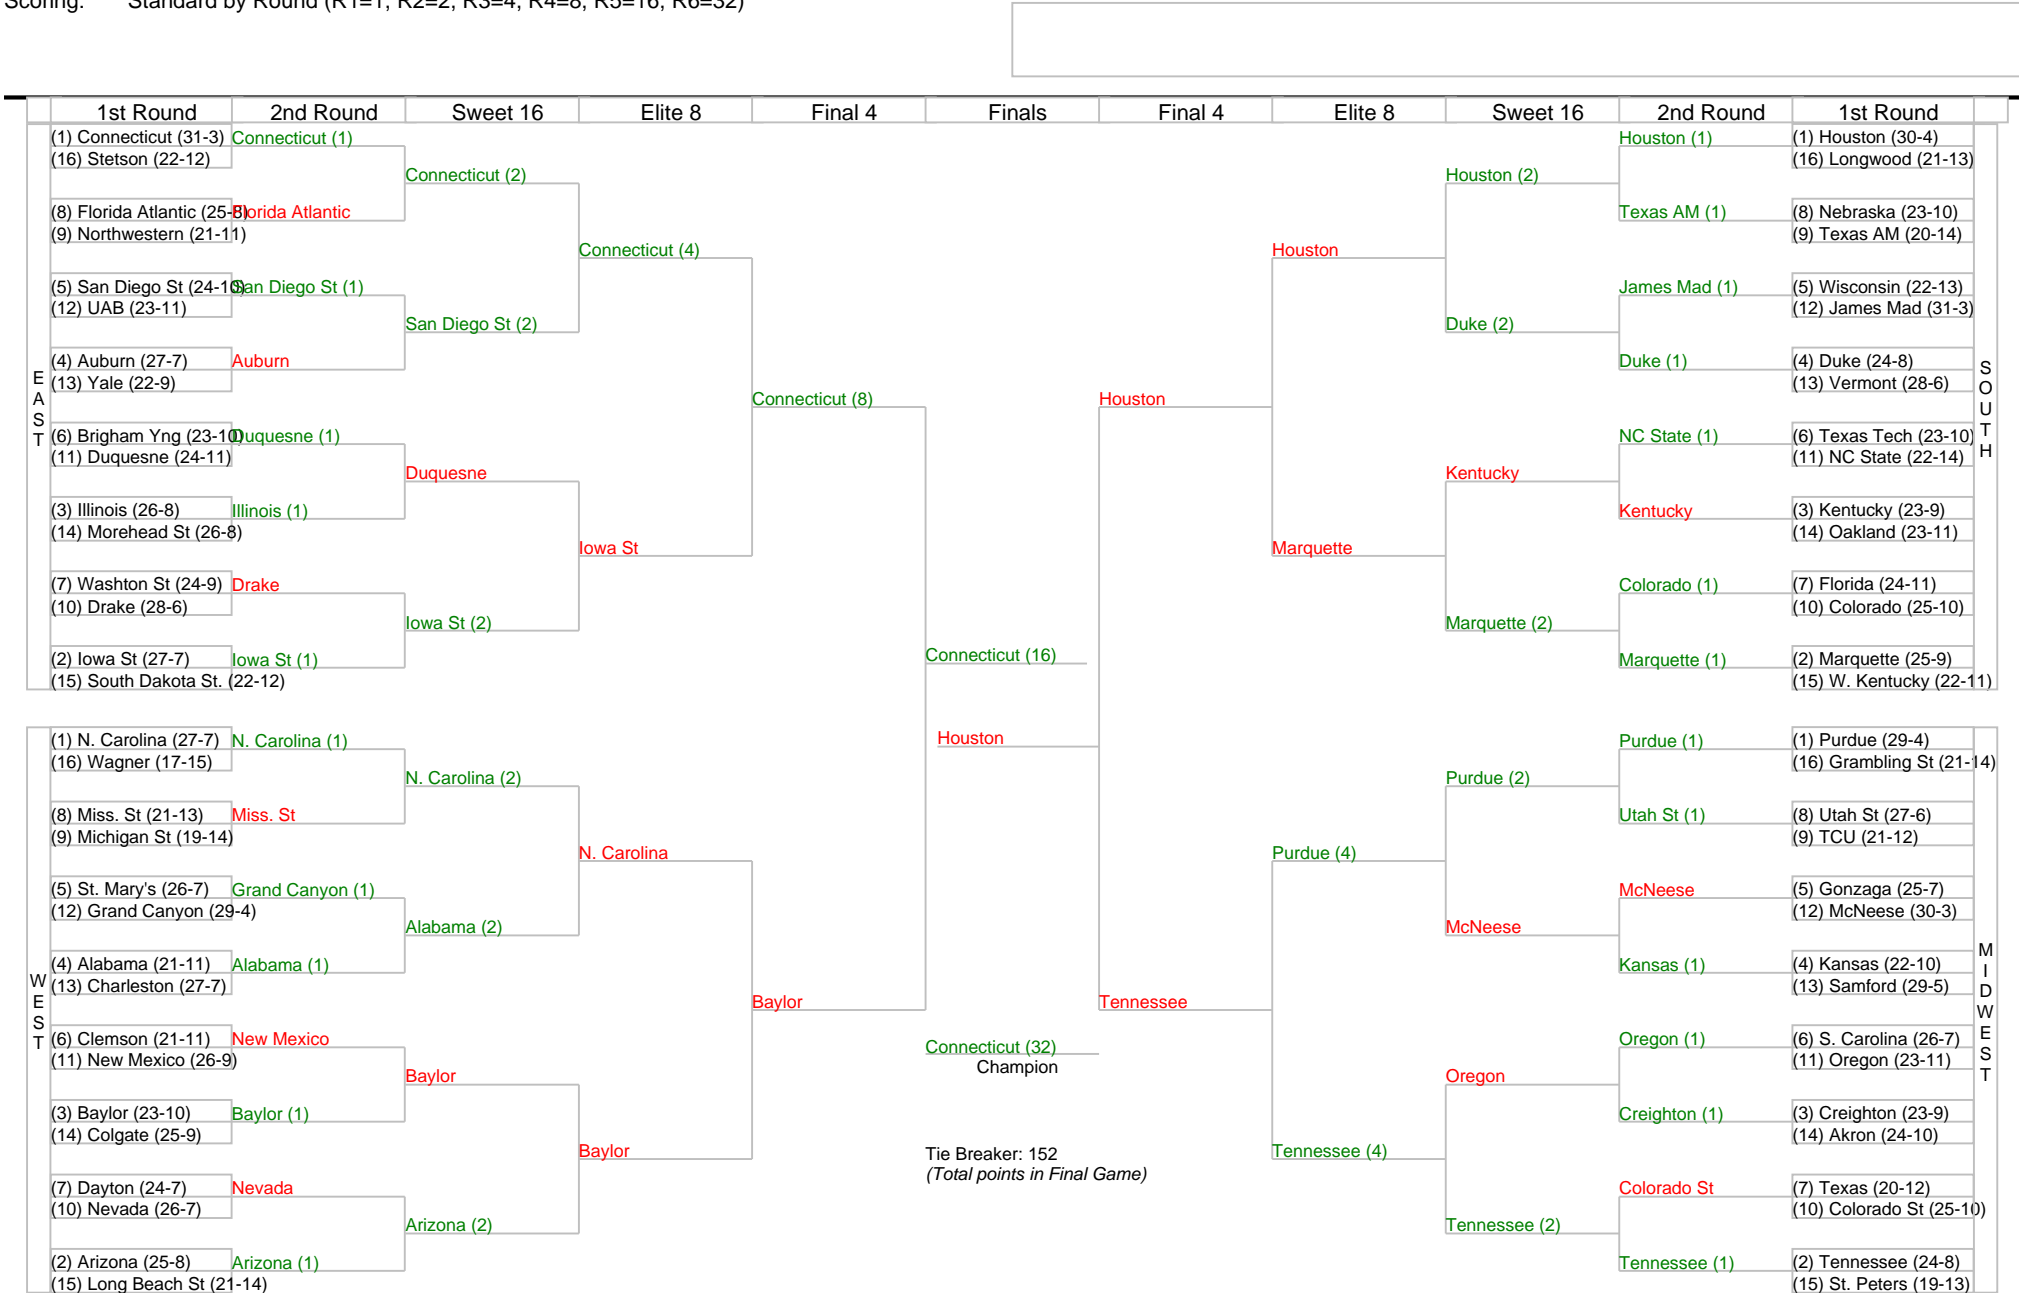 Scoring: Standard by Round (R1=1, R2=2, R3=4, R4=8, R5=16, R6=32)
1st Round 2nd Round Sweet 16 Elite 8 Final 4 Finals Final 4 Elite 8 Sweet 16 2nd Round 1st Round
EAST
(1) Connecticut (31-3)
(16) Stetson (22-12)
(8) Florida Atlantic (25-8)
(9) Northwestern (21-11)
(5) San Diego St (24-10)
(12) UAB (23-11)
(4) Auburn (27-7)
(13) Yale (22-9)
(6) Brigham Yng (23-10)
(11) Duquesne (24-11)
(3) Illinois (26-8)
(14) Morehead St (26-8)
(7) Washton St (24-9)
(10) Drake (28-6)
(2) Iowa St (27-7)
(15) South Dakota St. (22-12)
Connecticut (1)
Florida Atlantic
San Diego St (1)
Auburn
Duquesne (1)
Illinois (1)
Drake
Iowa St (1)
Connecticut (2)
San Diego St (2)
Duquesne
Iowa St (2)
Connecticut (4)
Iowa St
Connecticut (8)
WEST
(1) N. Carolina (27-7)
(16) Wagner (17-15)
(8) Miss. St (21-13)
(9) Michigan St (19-14)
(5) St. Mary's (26-7)
(12) Grand Canyon (29-4)
(4) Alabama (21-11)
(13) Charleston (27-7)
(6) Clemson (21-11)
(11) New Mexico (26-9)
(3) Baylor (23-10)
(14) Colgate (25-9)
(7) Dayton (24-7)
(10) Nevada (26-7)
(2) Arizona (25-8)
(15) Long Beach St (21-14)
N. Carolina (1)
Miss. St
Grand Canyon (1)
Alabama (1)
New Mexico
Baylor (1)
Nevada
Arizona (1)
N. Carolina (2)
Alabama (2)
Baylor
Arizona (2)
N. Carolina
Baylor
Baylor
Connecticut (16)
Houston
Connecticut (32)
Champion
Tie Breaker: 152
(Total points in Final Game)
Houston
Houston
Marquette
Houston (2)
Duke (2)
Kentucky
Marquette (2)
Houston (1)
Texas AM (1)
James Mad (1)
Duke (1)
NC State (1)
Kentucky
Colorado (1)
Marquette (1)
(1) Houston (30-4)
(16) Longwood (21-13)
(8) Nebraska (23-10)
(9) Texas AM (20-14)
(5) Wisconsin (22-13)
(12) James Mad (31-3)
(4) Duke (24-8)
(13) Vermont (28-6)
(6) Texas Tech (23-10)
(11) NC State (22-14)
(3) Kentucky (23-9)
(14) Oakland (23-11)
(7) Florida (24-11)
(10) Colorado (25-10)
(2) Marquette (25-9)
(15) W. Kentucky (22-11)
SOUTH
Tennessee
Purdue (4)
Tennessee (4)
Purdue (2)
McNeese
Oregon
Tennessee (2)
Purdue (1)
Utah St (1)
McNeese
Kansas (1)
Oregon (1)
Creighton (1)
Colorado St
Tennessee (1)
(1) Purdue (29-4)
(16) Grambling St (21-14)
(8) Utah St (27-6)
(9) TCU (21-12)
(5) Gonzaga (25-7)
(12) McNeese (30-3)
(4) Kansas (22-10)
(13) Samford (29-5)
(6) S. Carolina (26-7)
(11) Oregon (23-11)
(3) Creighton (23-9)
(14) Akron (24-10)
(7) Texas (20-12)
(10) Colorado St (25-10)
(2) Tennessee (24-8)
(15) St. Peters (19-13)
MIDWEST